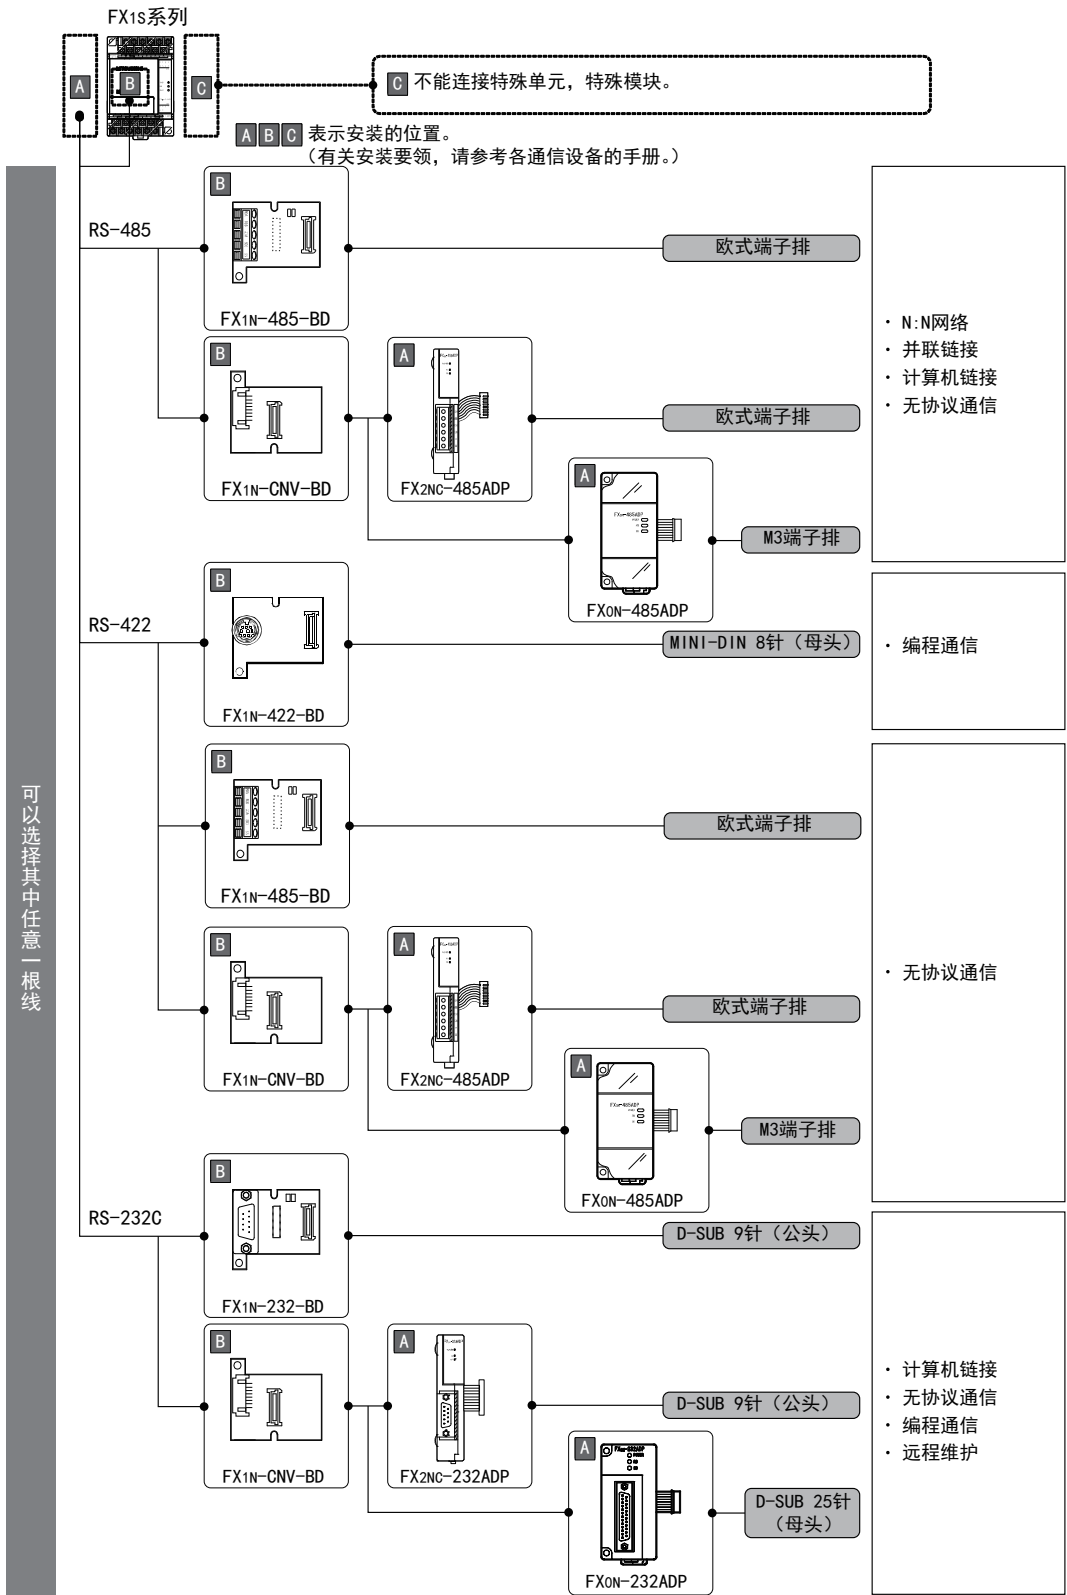 FX1S系列
A
B
C
C 不能连接特殊单元，特殊模块。
A B C 表示安装的位置。
（有关安装要领，请参考各通信设备的手册。）
可以选择其中任意一根线
RS-485
B
FX1N-485-BD
欧式端子排
B
FX1N-CNV-BD
A
FX2NC-485ADP
欧式端子排
A
FX0N-485ADP
FX0N-485ADP
M3端子排
· N:N网络
· 并联链接
· 计算机链接
· 无协议通信
RS-422
B
FX1N-422-BD
MINI-DIN 8针（母头）
· 编程通信
B
FX1N-485-BD
欧式端子排
B
FX1N-CNV-BD
A
FX2NC-485ADP
欧式端子排
A
FX0N-485ADP
FX0N-485ADP
M3端子排
· 无协议通信
RS-232C
B
FX1N-232-BD
D-SUB 9针（公头）
B
FX1N-CNV-BD
A
FX2NC-232ADP
D-SUB 9针（公头）
A
FX0N-232ADP
POWER
FX0N-232ADP
D-SUB 25针
（母头）
· 计算机链接
· 无协议通信
· 编程通信
· 远程维护